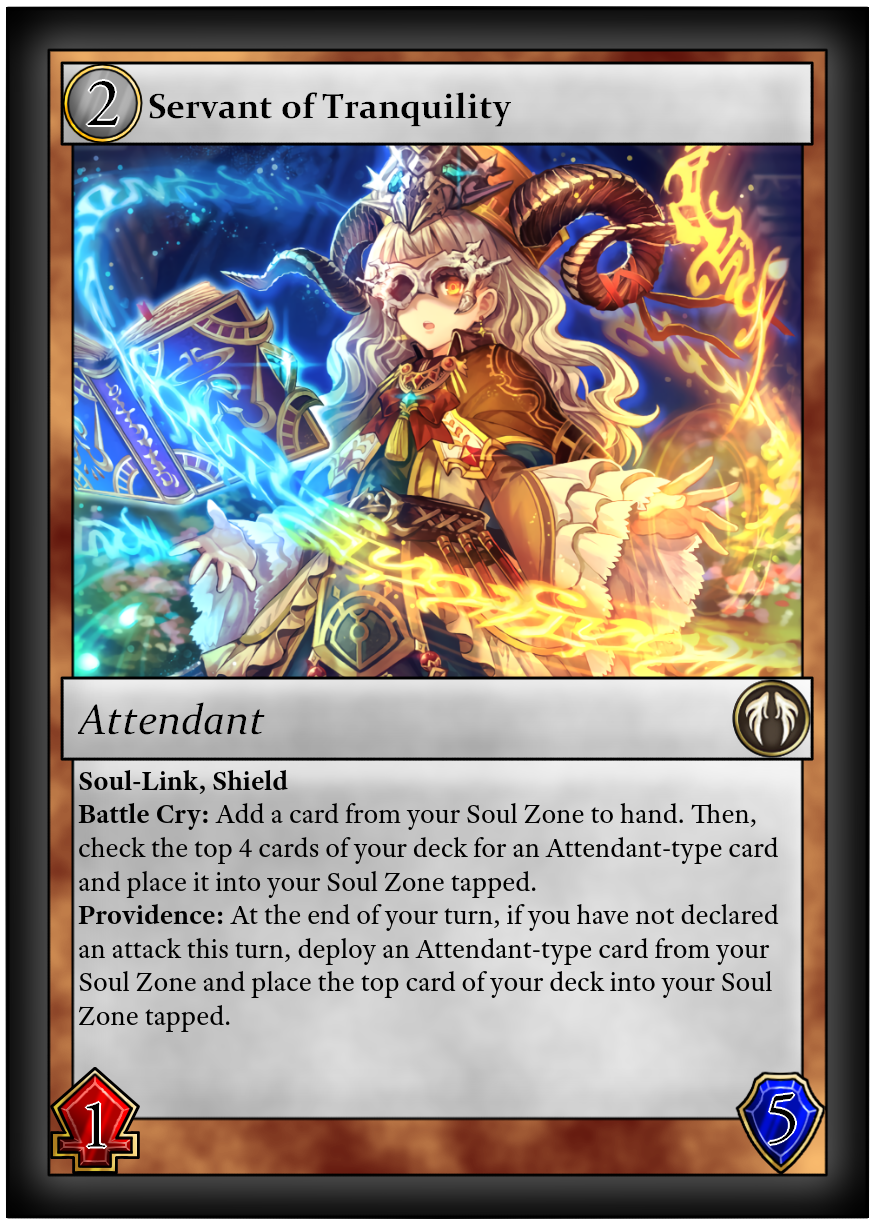 2
Servant of Tranquility
Attendant
Soul-Link, Shield
Battle Cry: Add a card from your Soul Zone to hand. Then,
check the top 4 cards of your deck for an Attendant-type card
and place it into your Soul Zone tapped.
Providence: At the end of your turn, if you have not declared
an attack this turn, deploy an Attendant-type card from your
Soul Zone and place the top card of your deck into your Soul
Zone tapped.
1
5